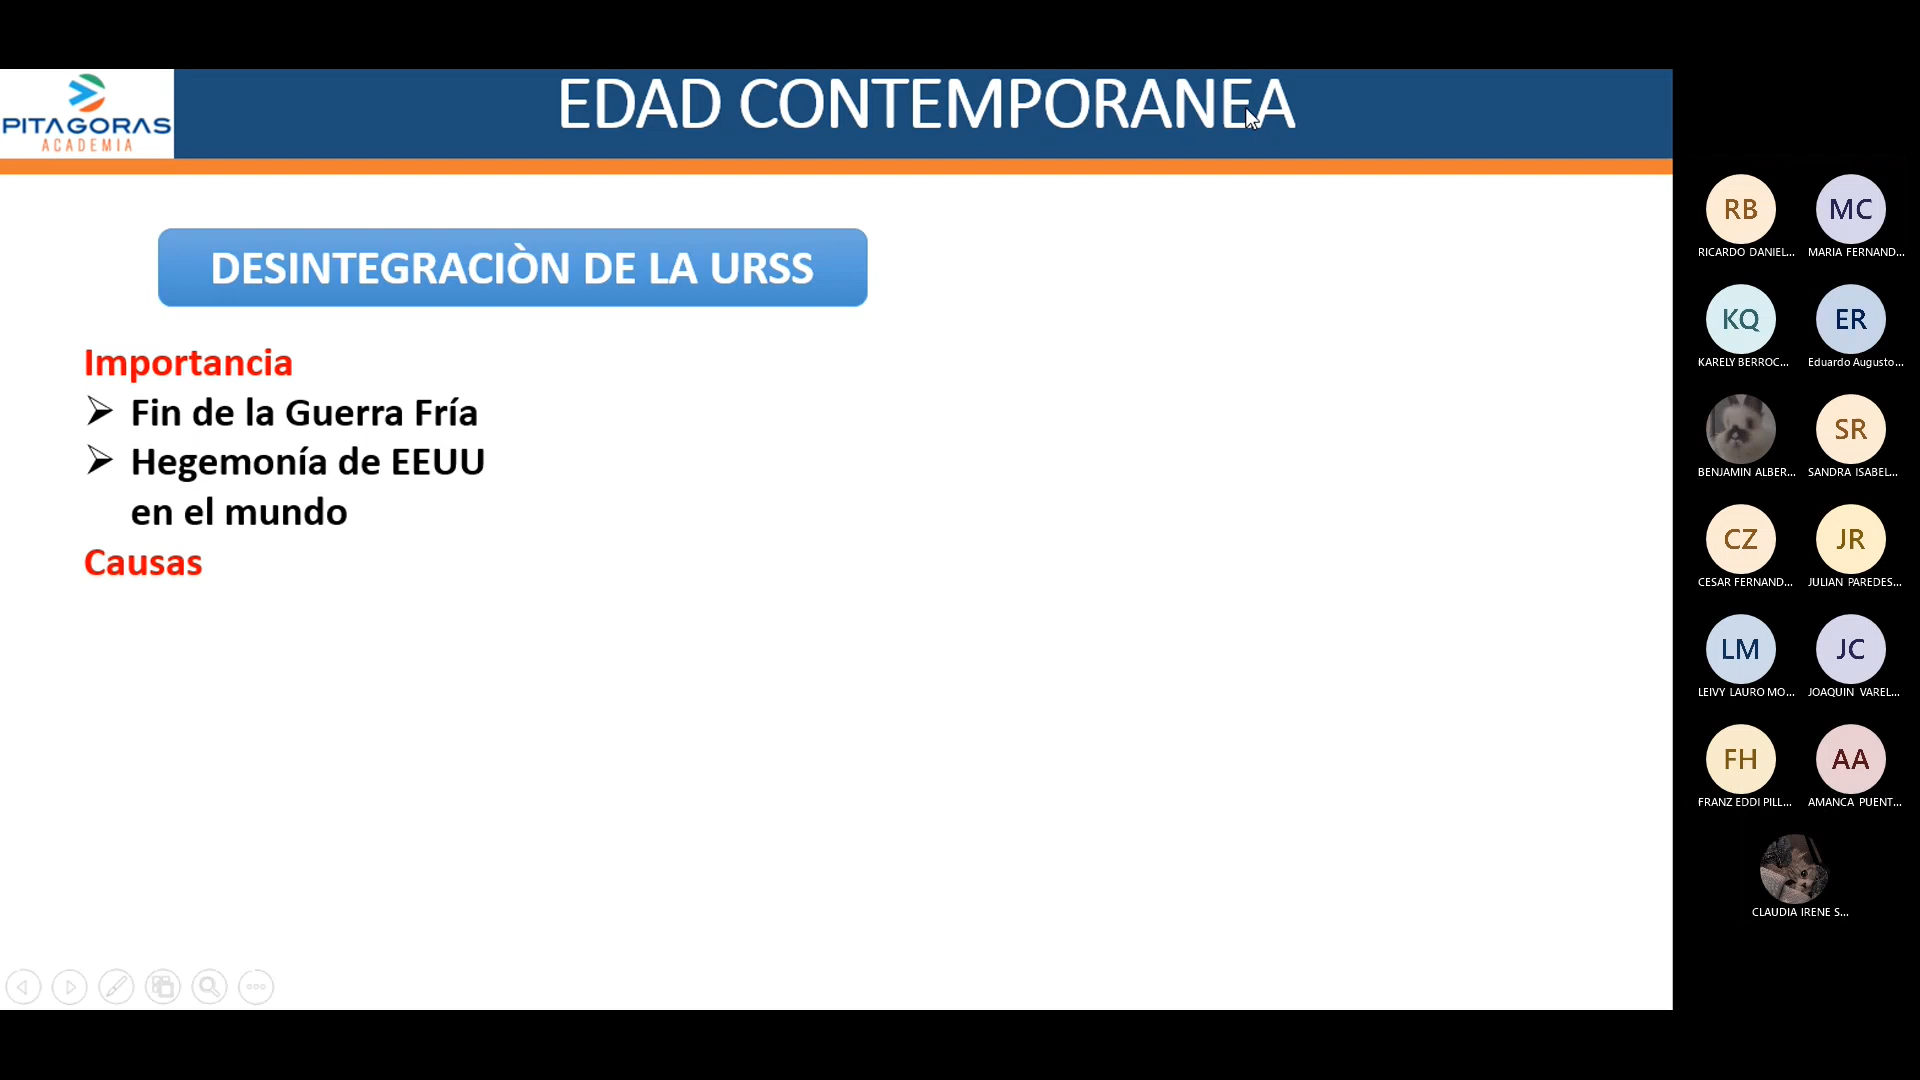 PITAGORAS
ACADEMIA
EDAD CONTEMPORANEA
DESINTEGRACIÒN DE LA URSS
Importancia
➢ Fin de la Guerra Fría
➢ Hegemonía de EEUU
en el mundo
Causas
RB
RICARDO DANIEL...
MC
MARIA FERNAND...
KQ
KARELY BERROC...
ER
Eduardo Augusto...
BENJAMIN ALBER...
SR
SANDRA ISABEL...
CZ
CESAR FERNAND...
JR
JULIAN PAREDES...
LM
LEIVY LAURO MO...
JC
JOAQUIN VAREL...
FH
FRANZ EDDI PILL...
AA
AMANCA PUENT...
CLAUDIA IRENE S...